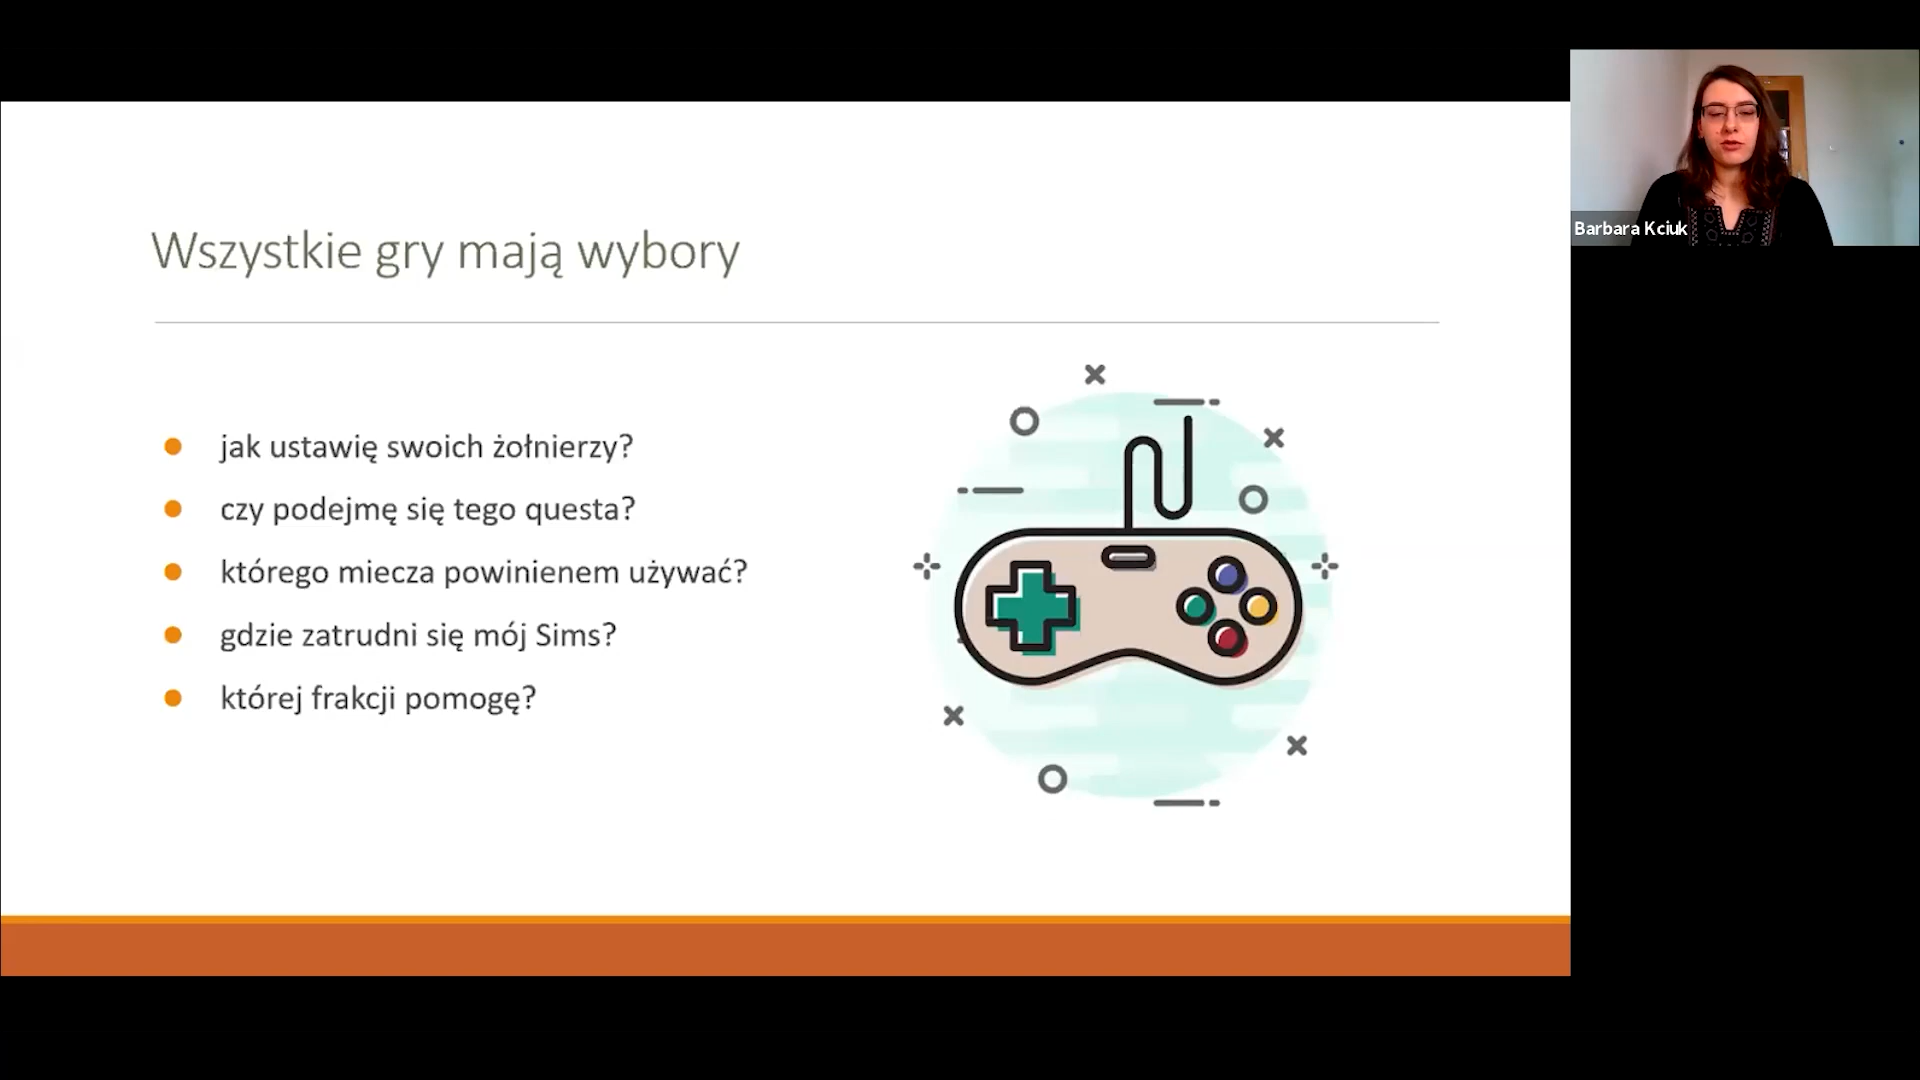 Wszystkie gry mają wybory
jak ustawię swoich żołnierzy?
czy podejmę się tego questa?
którego miecza powinienem używać?
gdzie zatrudni się mój Sims?
której frakcji pomogę?
Barbara Kciuk